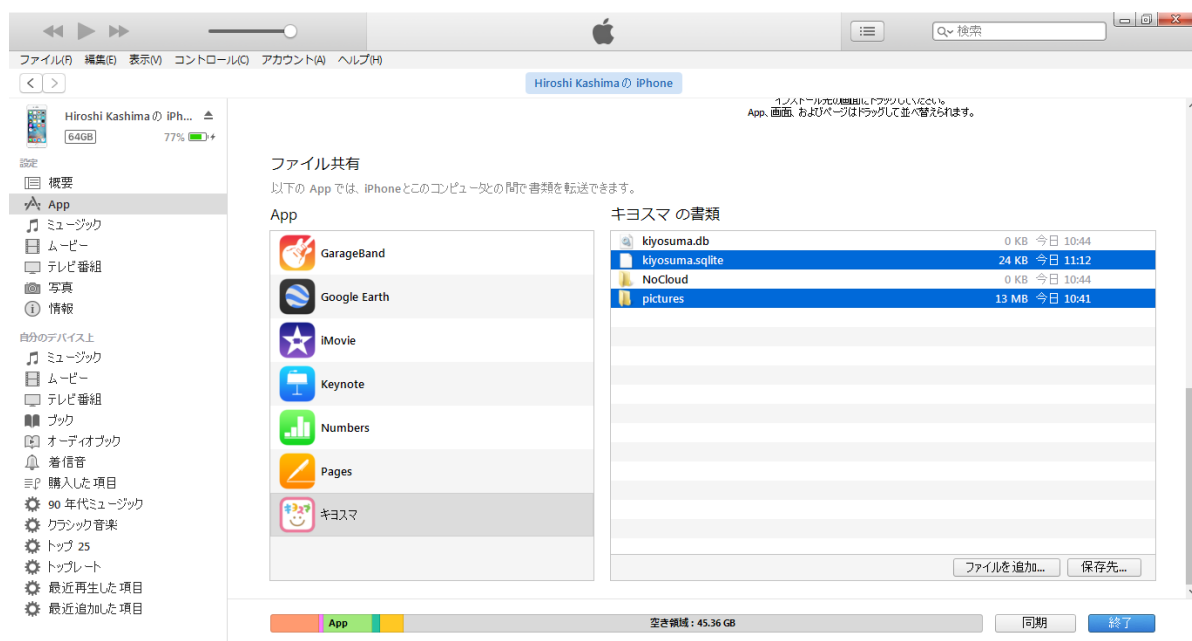 検索
ファイル(F) 編集(E) 表示(V) コントロール(C) アカウント(A) ヘルプ(H)
Hiroshi Kashima の iPhone
Hiroshi Kashima の iPh...
64GB 77%
設定
概要
App
ミュージック
ムービー
テレビ番組
写真
情報
自分のデバイス上
ミュージック
ムービー
テレビ番組
ブック
オーディオブック
着信音
購入した項目
90 年代ミュージック
クラシック音楽
トップ 25
トップレート
最近再生した項目
最近追加した項目
App、画面、およびページはドラッグして並べ替えられます。
ファイル共有
以下の App では、iPhoneとこのコンピュータとの間で書類を転送できます。
App
GarageBand
Google Earth
iMovie
Keynote
Numbers
Pages
キヨスマ
キヨスマ の書類
kiyosuma.db 0 KB 今日 10:44
kiyosuma.sqlite 24 KB 今日 11:12
NoCloud 0 KB 今日 10:44
pictures 13 MB 今日 10:41
ファイルを追加... 保存先...
App 空き領域 : 45.36 GB 同期 終了